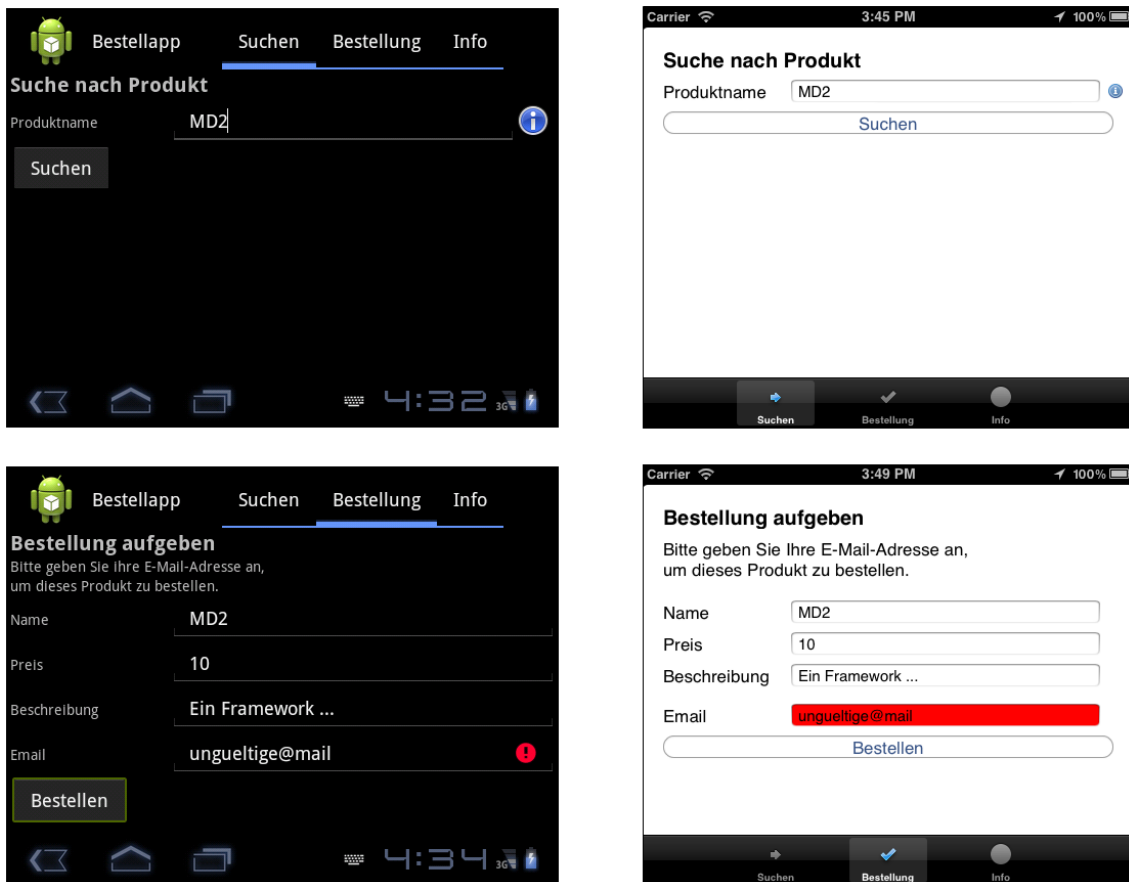 Bestellapp Suchen Bestellung Info
Suche nach Produkt
Produktname MD2
Suchen
4:32
3G
Carrier 3:45 PM 100%
Suche nach Produkt
Produktname MD2
Suchen
Suchen Bestellung Info
Bestellapp Suchen Bestellung Info
Bestellung aufgeben
Bitte geben Sie Ihre E-Mail-Adresse an,
um dieses Produkt zu bestellen.
Name MD2
Preis 10
Beschreibung Ein Framework ...
Email ungueltige@mail
Bestellen
4:34
3G
Carrier 3:49 PM 100%
Bestellung aufgeben
Bitte geben Sie Ihre E-Mail-Adresse an,
um dieses Produkt zu bestellen.
Name MD2
Preis 10
Beschreibung Ein Framework ...
Email ungueltige@mail
Bestellen
Suchen Bestellung Info